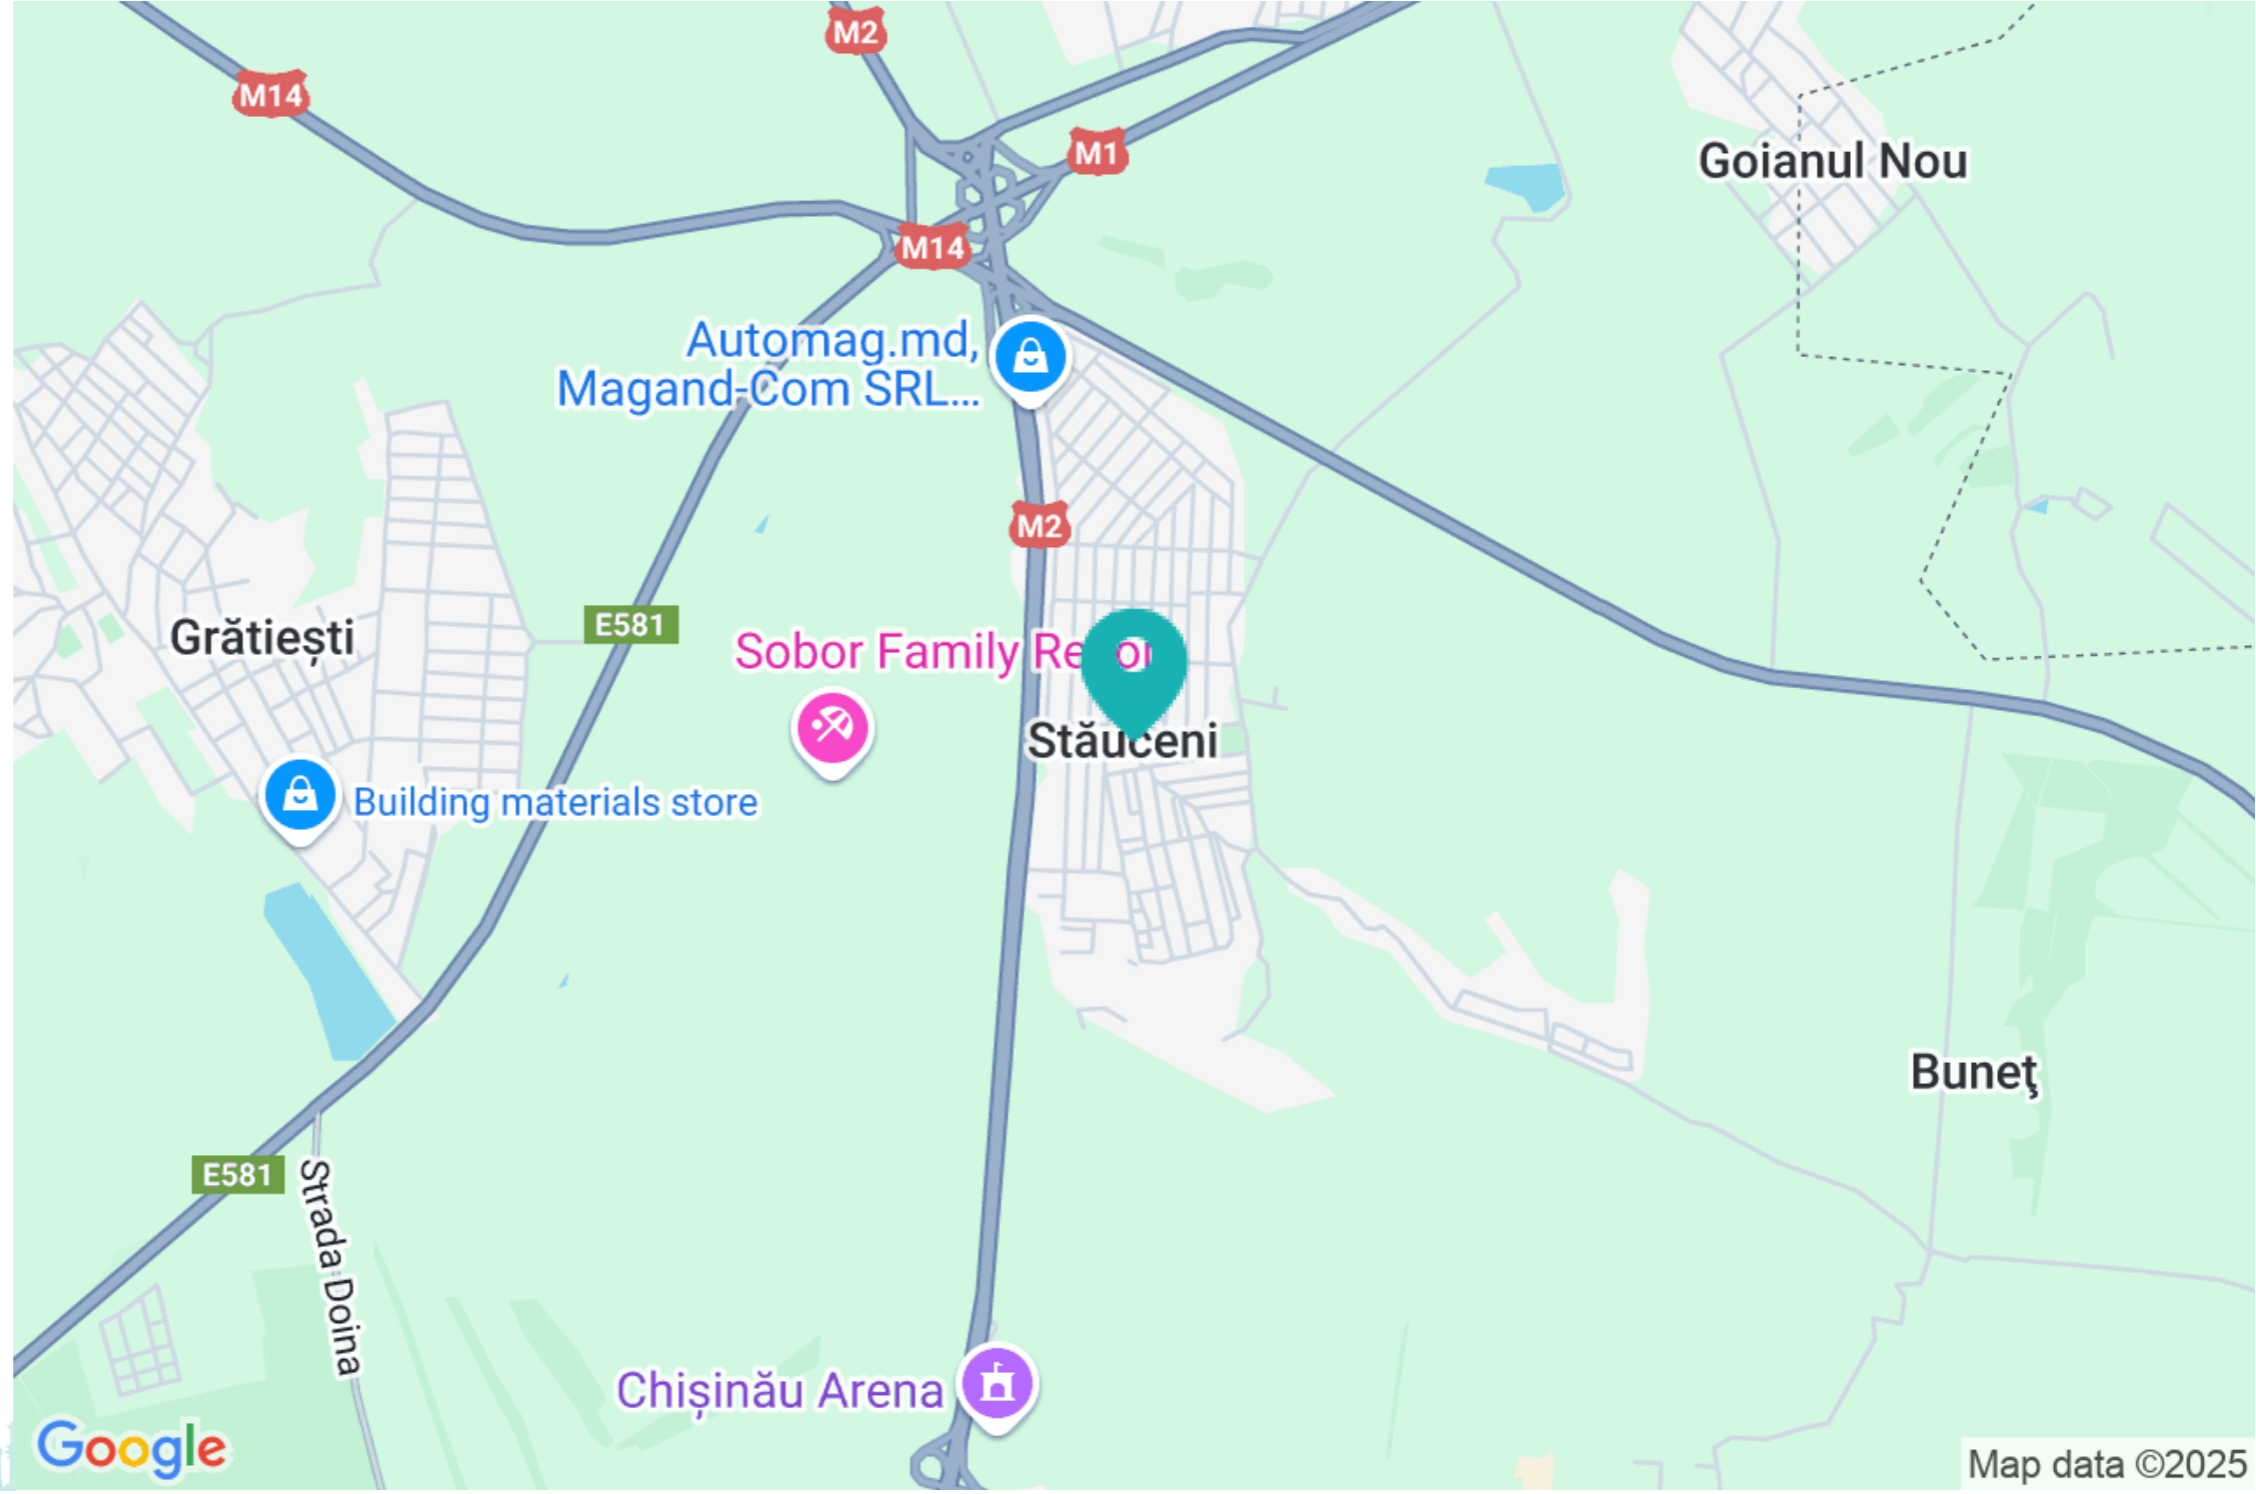 M2
M14
M1
Goianul Nou
M14
Automag.md,
Magand-Com SRL...
M2
E581
Grătiești
Sobor Family
Stăuceni
Building materials store
Buneţ
E581
Strada Doina
Chișinău Arena
Google
Map data ©2025